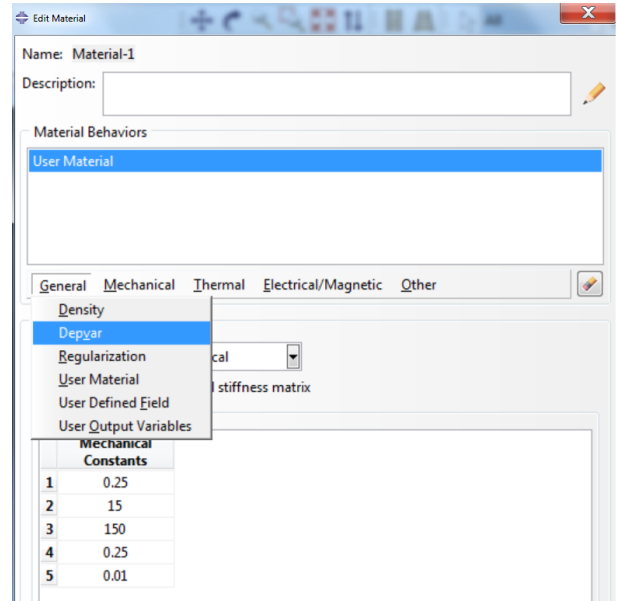 Edit Material
X
Name: Material-1
Description:
Material Behaviors
User Material
General Mechanical Thermal Electrical/Magnetic Other
Density
Depvar
Regularization
cal
User Material
l stiffness matrix
User Defined Field
User Output Variables
Mechanical
Constants
1 0.25
2 15
3 150
4 0.25
5 0.01